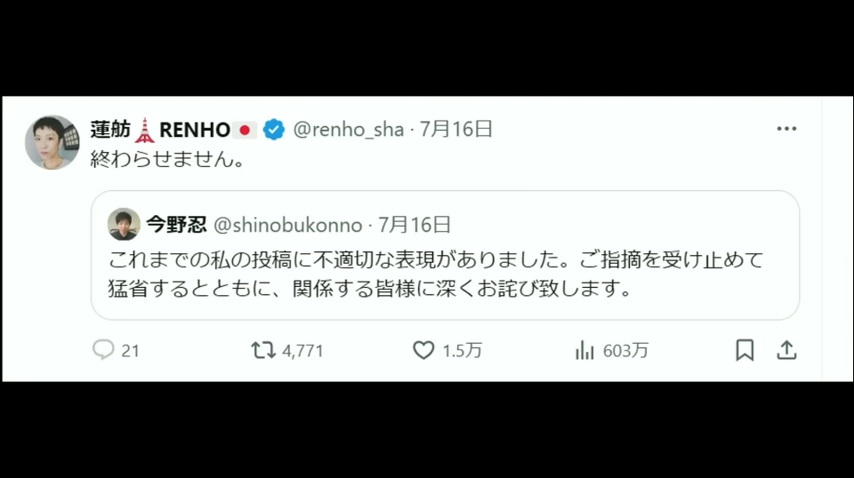 蓮舫🗼RENHO🇯🇵 @renho_sha · 7月16日
終わらせません。
今野忍 @shinobukonno · 7月16日
これまでの私の投稿に不適切な表現がありました。ご指摘を受け止めて
猛省するとともに、関係する皆様に深くお詫び致します。
21 4,771 1.5万 603万